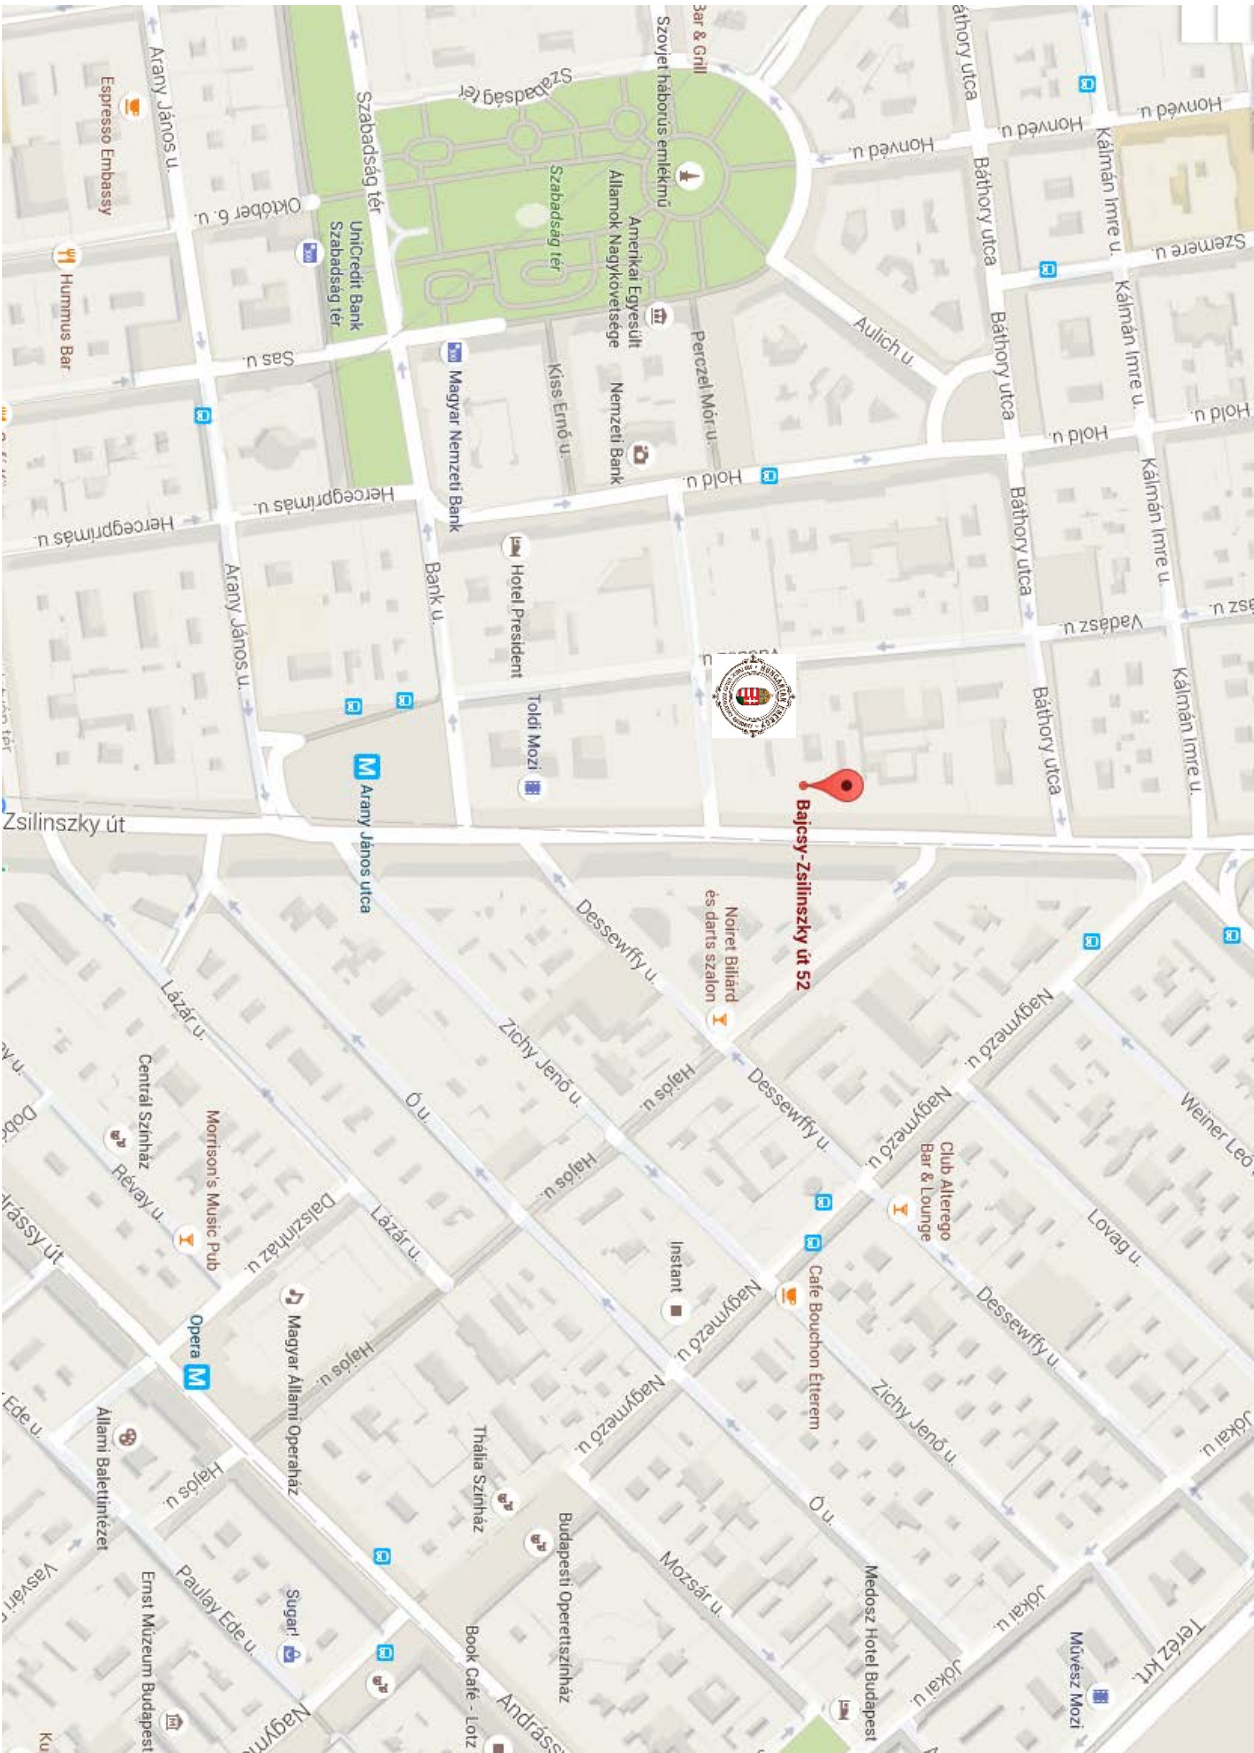 Honvéd u.
Honvéd u.
Honvéd u.
Szemere u.
Hold u.
Hold u.
Hold u.
Vadász u.
Kálmán Imre u.
Kálmán Imre u.
Kálmán Imre u.
Kálmán Imre u.
Báthory utca
Báthory utca
Báthory utca
Báthory utca
Báthory utca
Aulich u.
Perczel Mór u.
Kiss Ernő u.
Bar & Grill
Szovjet háborús emlékmű
Amerikai Egyesült
Államok Nagykövetsége
Nemzeti Bank
Szabadság tér
Szabadság tér
Szabadság tér
Magyar Nemzeti Bank
UniCredit Bank
Szabadság tér
Október 6. u.
Sas u.
Hercegprímás u.
Hercegprímás u.
Arany János u.
Arany János u.
Espresso Embassy
Hummus Bar
Bank u.
Hotel President
Toldi Mozi
HUNGARIAN ENERGY
Bajcsy-Zsilinszky út 52
Arany János utca
Zsilinszky út
Noiret Biliárd
és darts szalon
Dessewffy u.
Dessewffy u.
Dessewffy u.
Zichy Jenő u.
Zichy Jenő u.
Hajós u.
Hajós u.
Hajós u.
Hajós u.
Nagymező u.
Nagymező u.
Nagymező u.
Nagymező u.
Weiner Leó
Lovag u.
Club Alterego
Bar & Lounge
Cafe Bouchon Étterem
Instant
Ó u.
Ó u.
Lázár u.
Lázár u.
Centrál Színház
Révay u.
Morrison's Music Pub
Dalszínház u.
Opera
Magyar Állami Operaház
Állami Balettintézet
Ede u.
Vasvári
Paulay Ede u.
Ernst Múzeum Budapest
Sugar!
Thália Színház
Budapesti Operettszínház
Book Café - Lotz
Mozsár u.
Medosz Hotel Budapest
Jókai u.
Jókai u.
Jókai u.
Teréz krt.
Művész Mozi